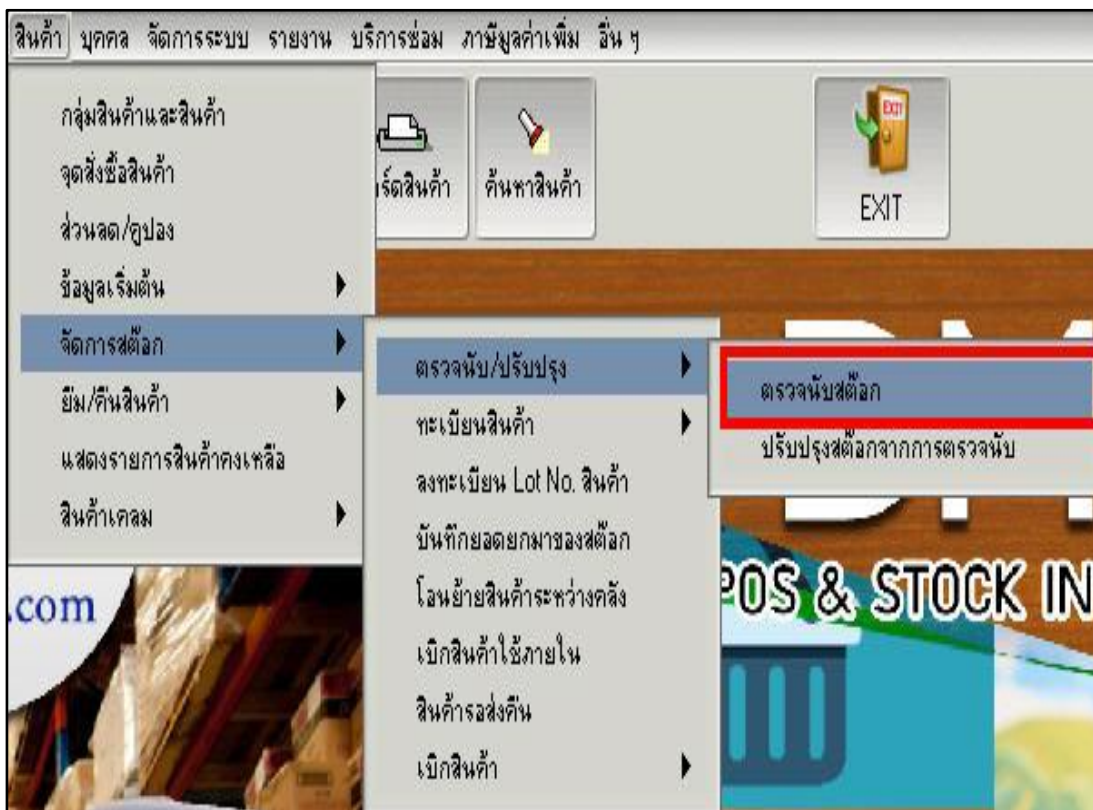 สินค้า บุคคล จัดการระบบ รายงาน บริการซ่อม ภาษีมูลค่าเพิ่ม อื่น ๆ
ร์ดสินค้า
ค้นหาสินค้า
EXIT
EXIT
กลุ่มสินค้าและสินค้า
จุดสั่งซื้อสินค้า
ส่วนลด/คูปอง
ข้อมูลเริ่มต้น
จัดการสต๊อก
ยืม/คืนสินค้า
แสดงรายการสินค้าคงเหลือ
สินค้าเคลม
ตรวจนับ/ปรับปรุง
ทะเบียนสินค้า
ลงทะเบียน Lot No. สินค้า
บันทึกยอดยกมาของสต๊อก
โอนย้ายสินค้าระหว่างคลัง
เบิกสินค้าใช้ภายใน
สินค้ารอส่งคืน
เบิกสินค้า
ตรวจนับสต๊อก
ปรับปรุงสต๊อกจากการตรวจนับ
.com
POS & STOCK IN